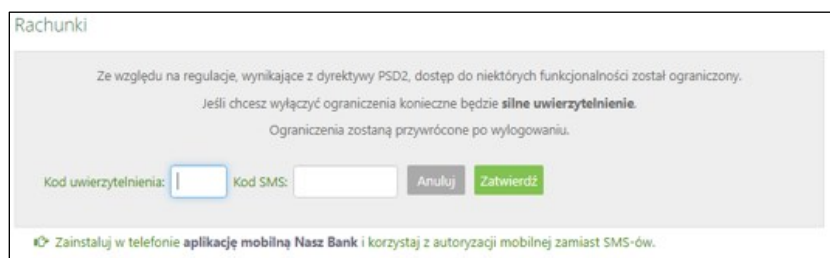 Rachunki
Ze względu na regulacje, wynikające z dyrektywy PSD2, dostęp do niektórych funkcjonalności został ograniczony.
Jeśli chcesz wyłączyć ograniczenia konieczne będzie silne uwierzytelnienie.
Ograniczenia zostaną przywrócone po wylogowaniu.
Kod uwierzytelnienia: Kod SMS: Anuluj Zatwierdź
Zainstaluj w telefonie aplikację mobilną Nasz Bank i korzystaj z autoryzacji mobilnej zamiast SMS-ów.